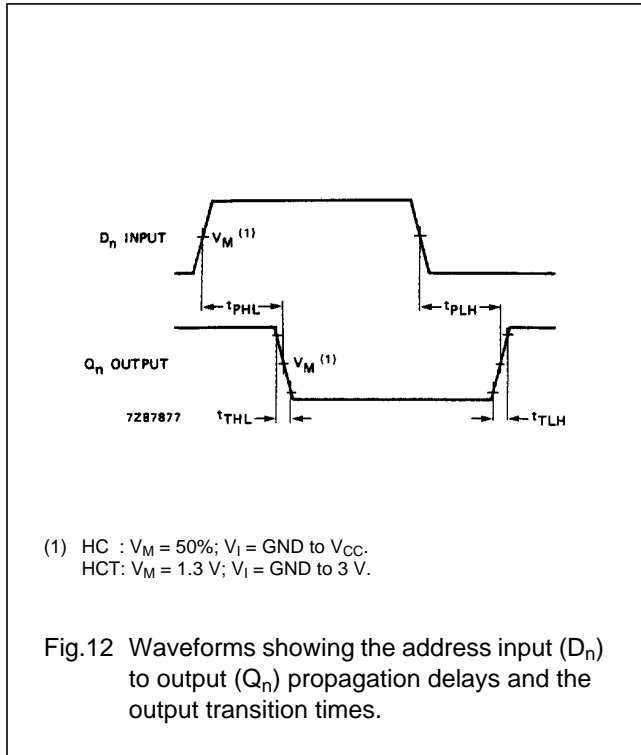 Dn INPUT
VM (1)
tPHL
tPLH
Qn OUTPUT
VM (1)
7Z87877
tTHL
tTLH
(1) HC : VM = 50%; VI = GND to VCC.
HCT: VM = 1.3 V; VI = GND to 3 V.
Fig.12 Waveforms showing the address input (Dn)
to output (Qn) propagation delays and the
output transition times.